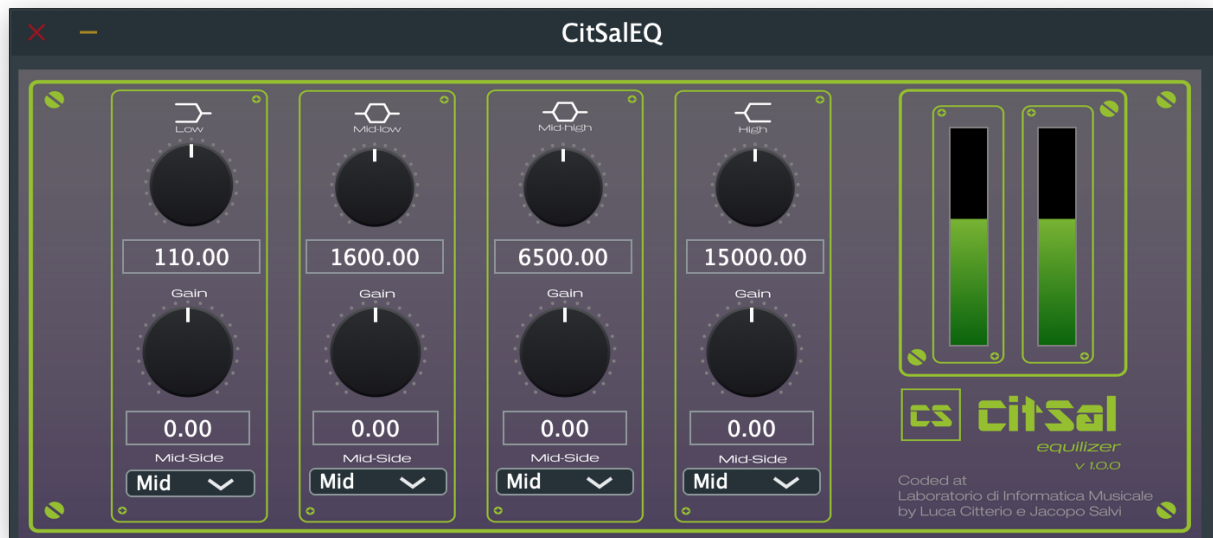 CitSalEQ
Low
Mid-low
Mid-high
High
110.00
1600.00
6500.00
15000.00
Gain
Gain
Gain
Gain
0.00
0.00
0.00
0.00
Mid-Side
Mid-Side
Mid-Side
Mid-Side
Mid
Mid
Mid
Mid
CS CitSal
equilizer
v 1.0.0
Coded at
Laboratorio di Informatica Musicale
by Luca Citterio e Jacopo Salvi